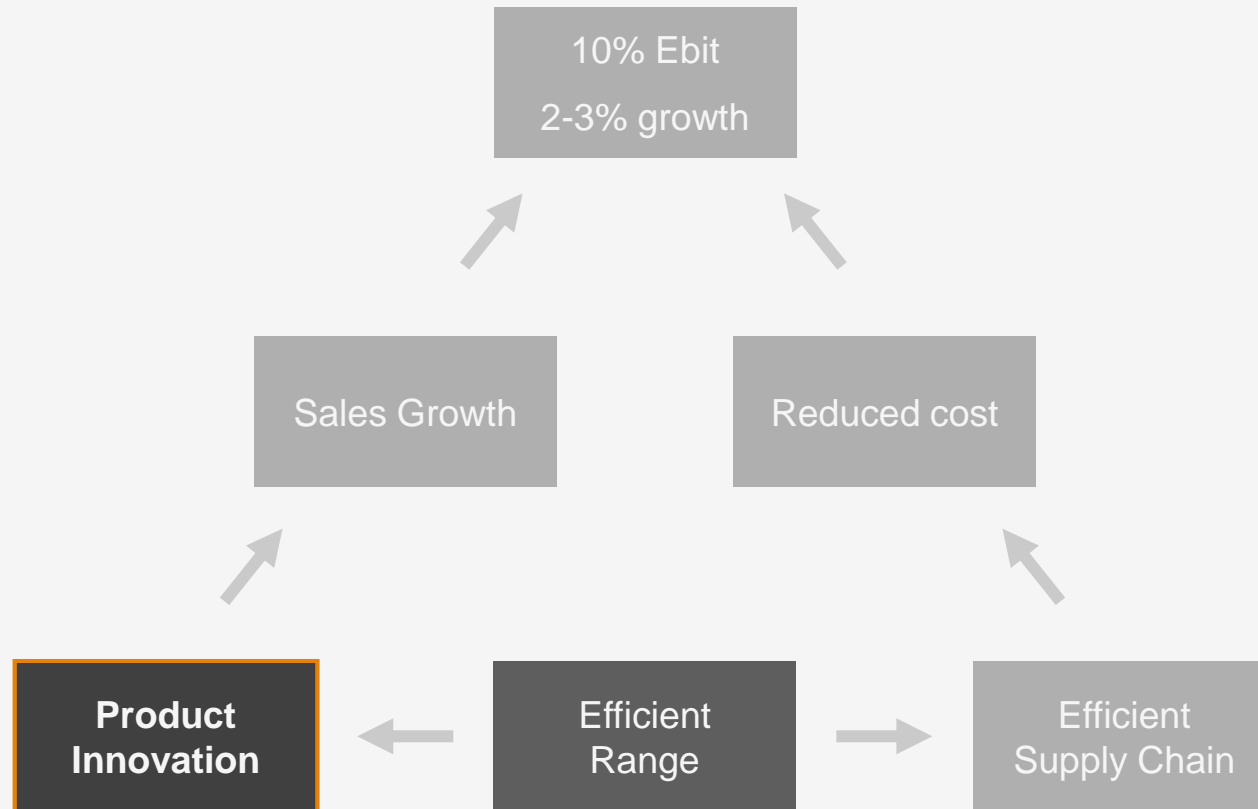 10% Ebit
2-3% growth
Sales Growth
Reduced cost
Product
Innovation
Efficient
Range
Efficient
Supply Chain